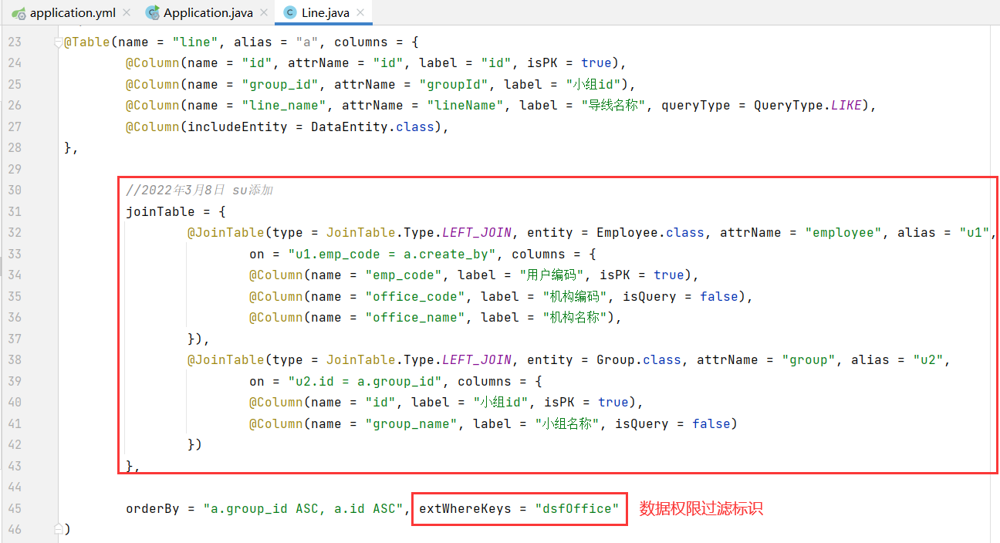 application.yml × Application.java × Line.java ×
23 @Table(name = "line", alias = "a", columns = {
24 @Column(name = "id", attrName = "id", label = "id", isPK = true),
25 @Column(name = "group_id", attrName = "groupId", label = "小组id"),
26 @Column(name = "line_name", attrName = "lineName", label = "导线名称", queryType = QueryType.LIKE),
27 @Column(includeEntity = DataEntity.class),
28 },
29
30 //2022年3月8日 su添加
31 joinTable = {
32 @JoinTable(type = JoinTable.Type.LEFT_JOIN, entity = Employee.class, attrName = "employee", alias = "u1",
33 on = "u1.emp_code = a.create_by", columns = {
34 @Column(name = "emp_code", label = "用户编码", isPK = true),
35 @Column(name = "office_code", label = "机构编码", isQuery = false),
36 @Column(name = "office_name", label = "机构名称"),
37 }),
38 @JoinTable(type = JoinTable.Type.LEFT_JOIN, entity = Group.class, attrName = "group", alias = "u2",
39 on = "u2.id = a.group_id", columns = {
40 @Column(name = "id", label = "小组id", isPK = true),
41 @Column(name = "group_name", label = "小组名称", isQuery = false)
42 })
43 },
44
45 orderBy = "a.group_id ASC, a.id ASC", extWhereKeys = "dsfOffice" 数据权限过滤标识
46 )